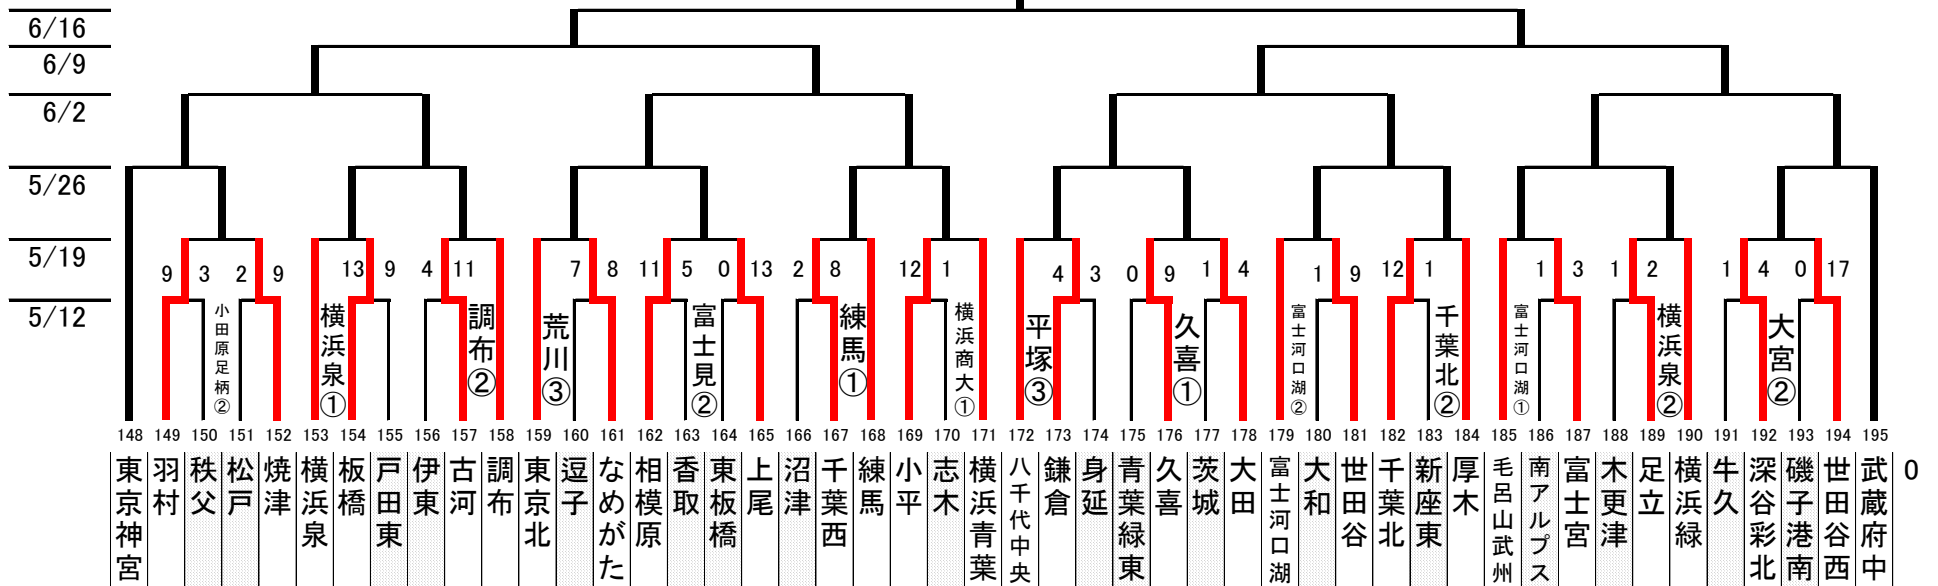 6/16
6/9
6/2
5/26
5/19
5/12
9 3 2 9 13 9 4 11 7 8 11 5 0 13 2 8 12 1 4 3 0 9 1 4 1 9 12 1 1 3 1 2 1 4 0 17
小田原足柄②
横浜泉①
調布②
荒川③
富士見②
練馬①
横浜商大①
平塚③
久喜①
富士河口湖②
千葉北②
富士河口湖①
横浜泉②
大宮②
148 149 150 151 152 153 154 155 156 157 158 159 160 161 162 163 164 165 166 167 168 169 170 171 172 173 174 175 176 177 178 179 180 181 182 183 184 185 186 187 188 189 190 191 192 193 194 195
東京神宮
羽村
秩父
松戸
焼津
横浜泉
板橋
戸田東
伊東
古河
調布
東京北
逗子
なめがた
相模原
香取
東板橋
上尾
沼津
千葉西
練馬
小平
志木
横浜青葉
八千代中央
鎌倉
身延
青葉緑東
久喜
茨城
大田
富士河口湖
大和
世田谷
千葉北
新座東
厚木
毛呂山武州
南アルプス
富士宮
木更津
足立
横浜緑
牛久
深谷彩北
磯子港南
世田谷西
武蔵府中
0